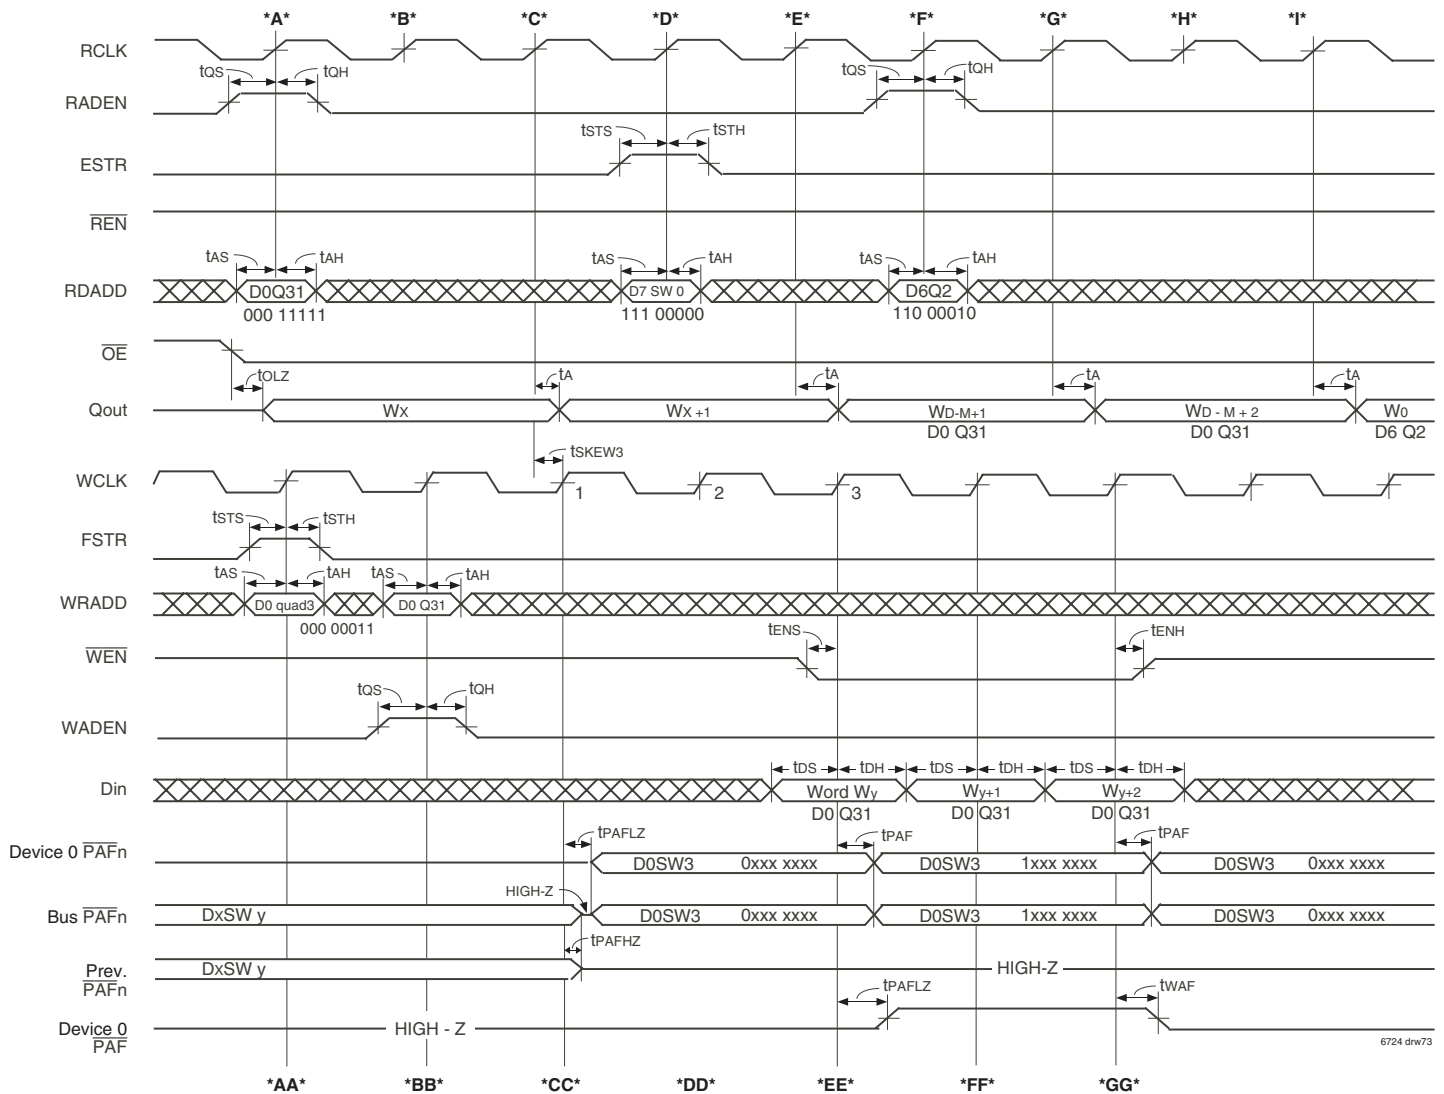 *A* *B* *C* *D* *E* *F* *G* *H* *I*
RCLK
tQS tQH tQS tQH
RADEN
tSTS tSTH
ESTR
REN
tAS tAH tAS tAH tAS tAH
RDADD D0Q31 D7 SW 0 D6Q2
000 11111 111 00000 110 00010
OE
tOLZ tA tA tA tA
Qout WX WX +1 WD-M+1 WD - M + 2 W0
D0 Q31 D0 Q31 D6 Q2
tSKEW3
WCLK 1 2 3
tSTS tSTH
FSTR
tAS tAH tAS tAH
WRADD D0 quad3 D0 Q31
000 00011
tENS tENH
WEN
tQS tQH
WADEN
tDS tDH tDS tDH tDS tDH
Din Word Wy Wy+1 Wy+2
D0 Q31 D0 Q31 D0 Q31
tPAFLZ tPAF tPAF
Device 0 PAFn D0SW3 0xxx xxxx D0SW3 1xxx xxxx D0SW3 0xxx xxxx
HIGH-Z
Bus PAFn DxSW y D0SW3 0xxx xxxx D0SW3 1xxx xxxx D0SW3 0xxx xxxx
tPAFHZ
Prev. PAFn DxSW y HIGH-Z
tPAFLZ tWAF
Device 0 PAF HIGH - Z
6724 drw73
*AA* *BB* *CC* *DD* *EE* *FF* *GG*